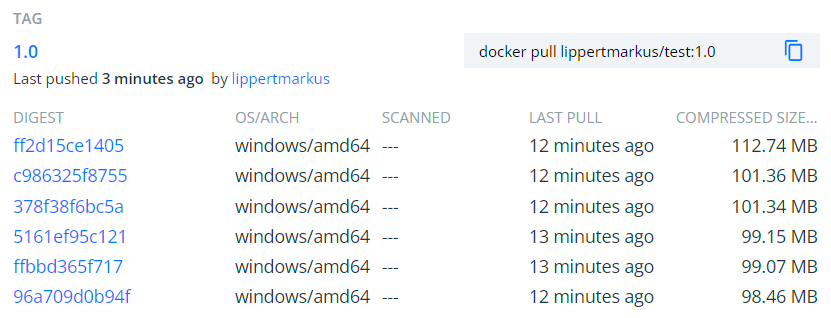 TAG
1.0
docker pull lippertmarkus/test:1.0
Last pushed 3 minutes ago by lippertmarkus
DIGEST OS/ARCH SCANNED LAST PULL COMPRESSED SIZE...
ff2d15ce1405 windows/amd64 --- 12 minutes ago 112.74 MB
c986325f8755 windows/amd64 --- 12 minutes ago 101.36 MB
378f38f6bc5a windows/amd64 --- 12 minutes ago 101.34 MB
5161ef95c121 windows/amd64 --- 13 minutes ago 99.15 MB
ffbbd365f717 windows/amd64 --- 13 minutes ago 99.07 MB
96a709d0b94f windows/amd64 --- 12 minutes ago 98.46 MB